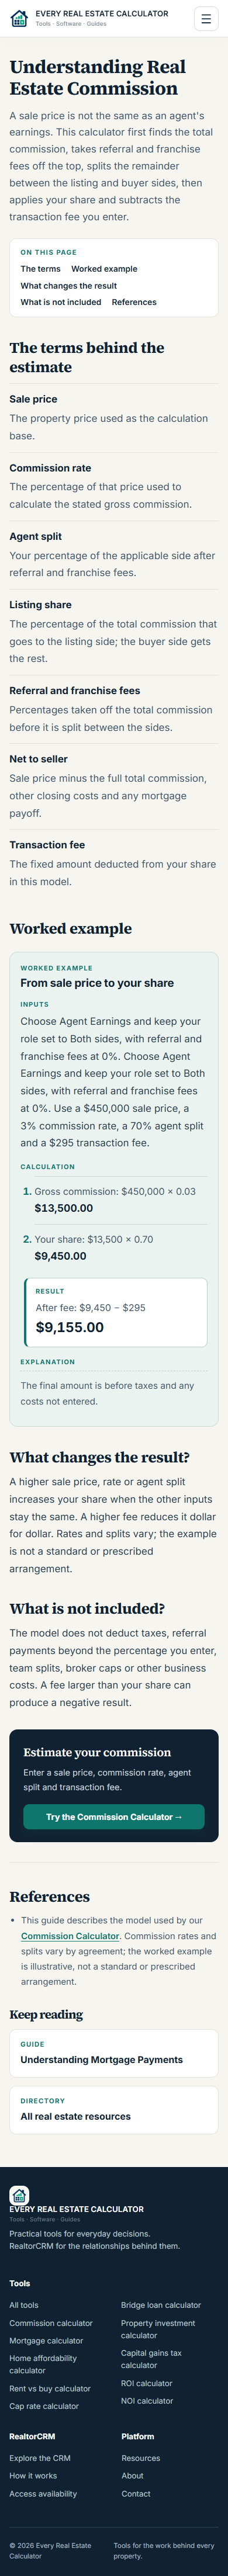 EVERY REAL ESTATE CALCULATOR
Tools · Software · Guides
Understanding Real
Estate Commission
A sale price is not the same as an agent's
earnings. This calculator first finds the total
commission, takes referral and franchise
fees off the top, splits the remainder
between the listing and buyer sides, then
applies your share and subtracts the
transaction fee you enter.
ON THIS PAGE
The terms Worked example
What changes the result
What is not included References
The terms behind the
estimate
Sale price
The property price used as the calculation
base.
Commission rate
The percentage of that price used to
calculate the stated gross commission.
Agent split
Your percentage of the applicable side after
referral and franchise fees.
Listing share
The percentage of the total commission that
goes to the listing side; the buyer side gets
the rest.
Referral and franchise fees
Percentages taken off the total commission
before it is split between the sides.
Net to seller
Sale price minus the full total commission,
other closing costs and any mortgage
payoff.
Transaction fee
The fixed amount deducted from your share
in this model.
Worked example
WORKED EXAMPLE
From sale price to your share
INPUTS
Choose Agent Earnings and keep your
role set to Both sides, with referral and
franchise fees at 0%. Choose Agent
Earnings and keep your role set to Both
sides, with referral and franchise fees
at 0%. Use a $450,000 sale price, a
3% commission rate, a 70% agent split
and a $295 transaction fee.
CALCULATION
1. Gross commission: $450,000 × 0.03
$13,500.00
2. Your share: $13,500 × 0.70
$9,450.00
RESULT
After fee: $9,450 − $295
$9,155.00
EXPLANATION
The final amount is before taxes and any
costs not entered.
What changes the result?
A higher sale price, rate or agent split
increases your share when the other inputs
stay the same. A higher fee reduces it dollar
for dollar. Rates and splits vary; the example
is not a standard or prescribed
arrangement.
What is not included?
The model does not deduct taxes, referral
payments beyond the percentage you enter,
team splits, broker caps or other business
costs. A fee larger than your share can
produce a negative result.
Estimate your commission
Enter a sale price, commission rate, agent
split and transaction fee.
Try the Commission Calculator →
References
• This guide describes the model used by our
Commission Calculator. Commission rates and
splits vary by agreement; the worked example
is illustrative, not a standard or prescribed
arrangement.
Keep reading
GUIDE
Understanding Mortgage Payments
DIRECTORY
All real estate resources
EVERY REAL ESTATE CALCULATOR
Tools · Software · Guides
Practical tools for everyday decisions.
RealtorCRM for the relationships behind them.
Tools
All tools
Commission calculator
Mortgage calculator
Home affordability
calculator
Rent vs buy calculator
Cap rate calculator
Bridge loan calculator
Property investment
calculator
Capital gains tax
calculator
ROI calculator
NOI calculator
RealtorCRM
Explore the CRM
How it works
Access availability
Platform
Resources
About
Contact
© 2026 Every Real Estate
Calculator
Tools for the work behind every
property.